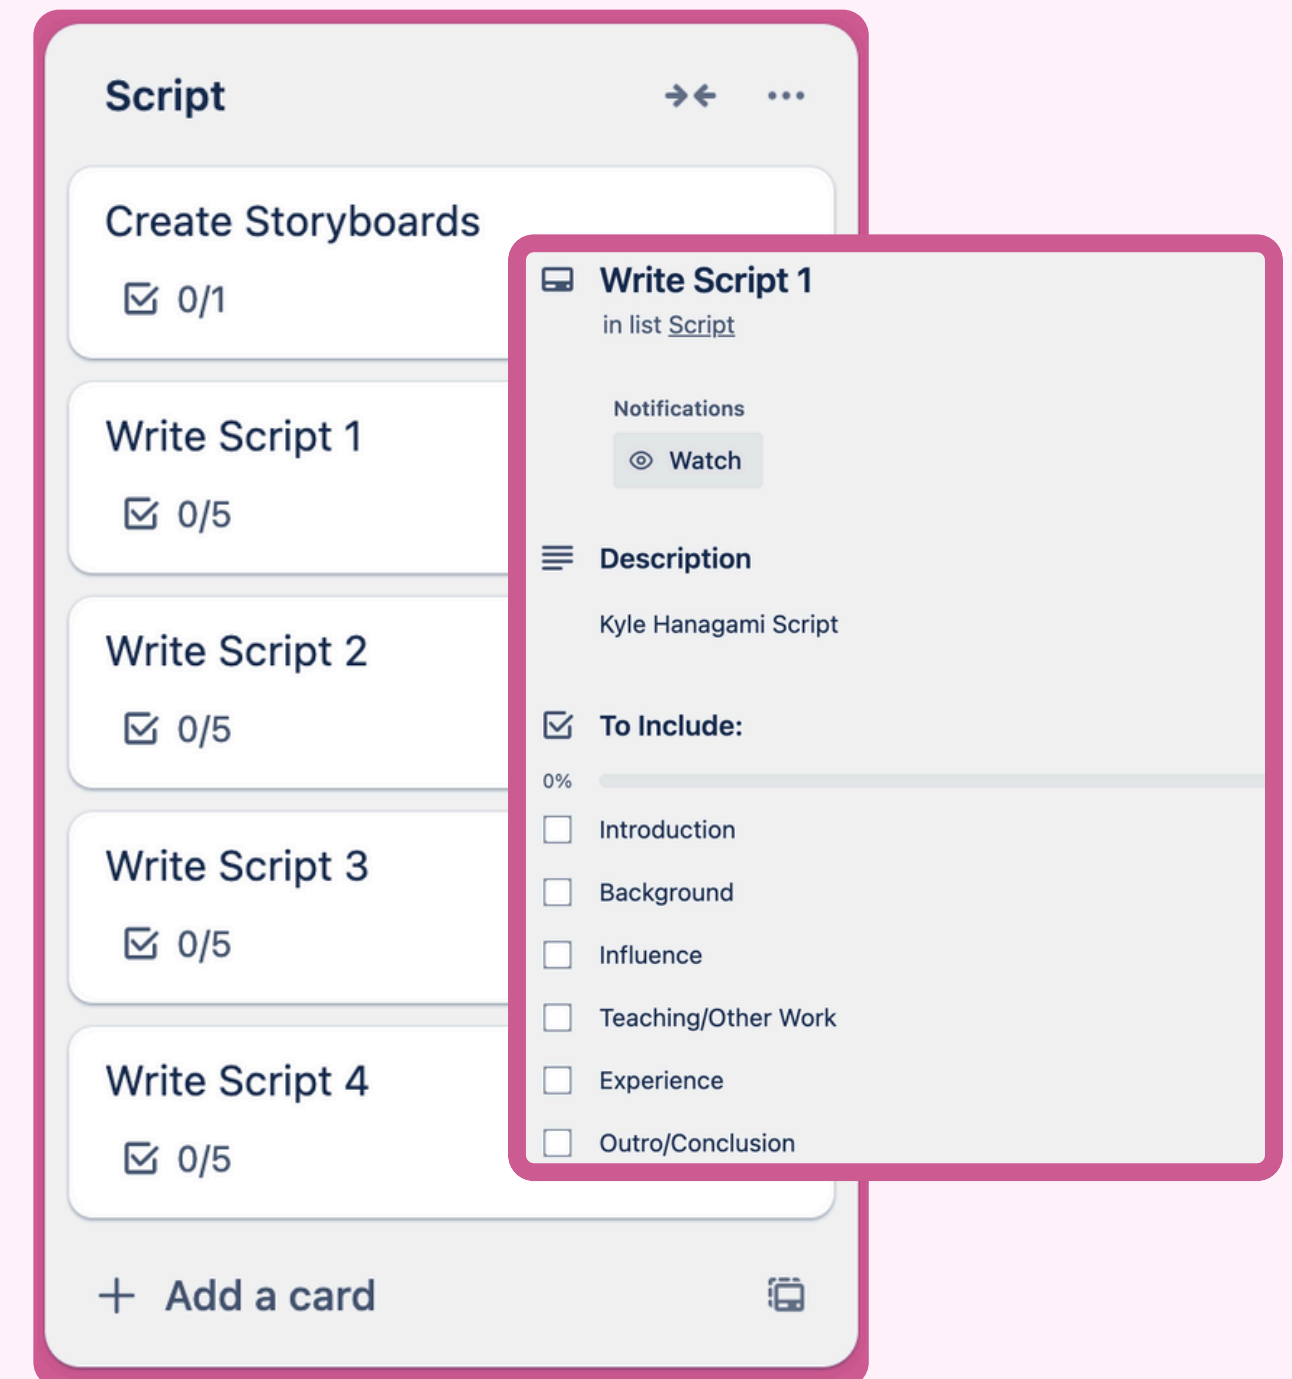 Script
Create Storyboards
0/1
Write Script 1
0/5
Write Script 2
0/5
Write Script 3
0/5
Write Script 4
0/5
+ Add a card
Write Script 1
in list Script
Notifications
Watch
Description
Kyle Hanagami Script
To Include:
0%
Introduction
Background
Influence
Teaching/Other Work
Experience
Outro/Conclusion